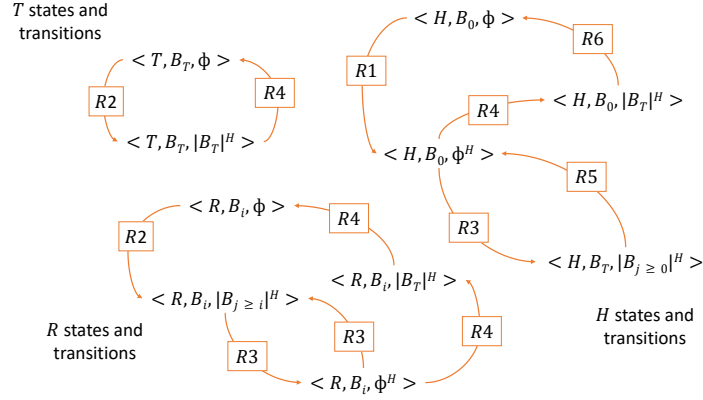 T states and
transitions
< T, B_T, ϕ >
R2
R4
< T, B_T, |B_T|^H >
< H, B_0, ϕ >
R1
R6
R4
< H, B_0, |B_T|^H >
< H, B_0, ϕ^H >
R5
R3
< H, B_T, |B_{j ≥ 0}|^H >
H states and
transitions
< R, B_i, ϕ >
R2
R4
< R, B_i, |B_T|^H >
< R, B_i, |B_{j ≥ i}|^H >
R states and
transitions
R3
R3
R4
< R, B_i, ϕ^H >